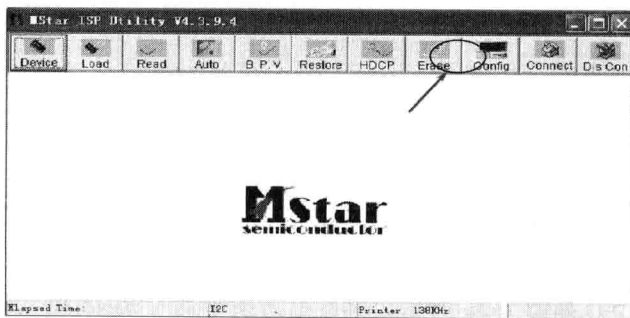 MStar ISP Utility V4.3.9.4
Device Load Read Auto B.P.V. Restore HDCP Erase Config Connect Dis Con
Mstar
semiconductor
Elapsed Time: I2C Printer 138KHz